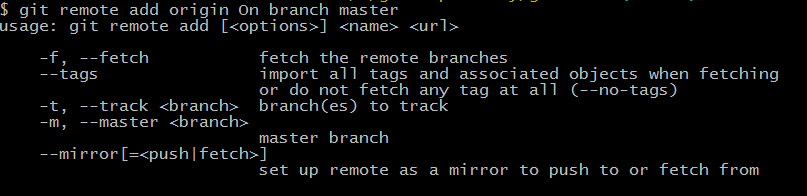 $ git remote add origin On branch master
usage: git remote add [<options>] <name> <url>
-f, --fetch fetch the remote branches
--tags import all tags and associated objects when fetching
or do not fetch any tag at all (--no-tags)
-t, --track <branch> branch(es) to track
-m, --master <branch>
master branch
--mirror[=<push|fetch>]
set up remote as a mirror to push to or fetch from